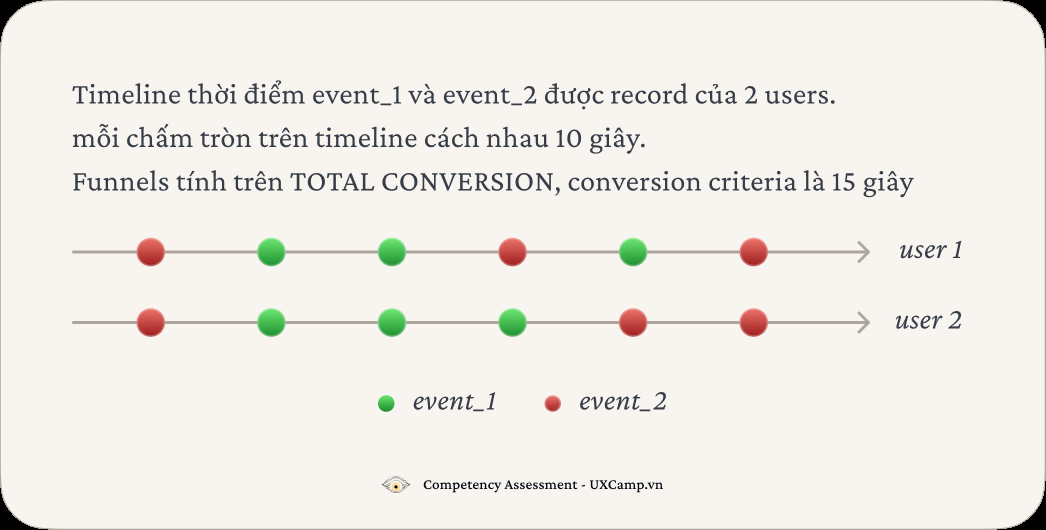 Timeline thời điểm event_1 và event_2 được record của 2 users.
mỗi chấm tròn trên timeline cách nhau 10 giây.
Funnels tính trên TOTAL CONVERSION, conversion criteria là 15 giây
user 1
user 2
event_1 event_2
Competency Assessment - UXCamp.vn